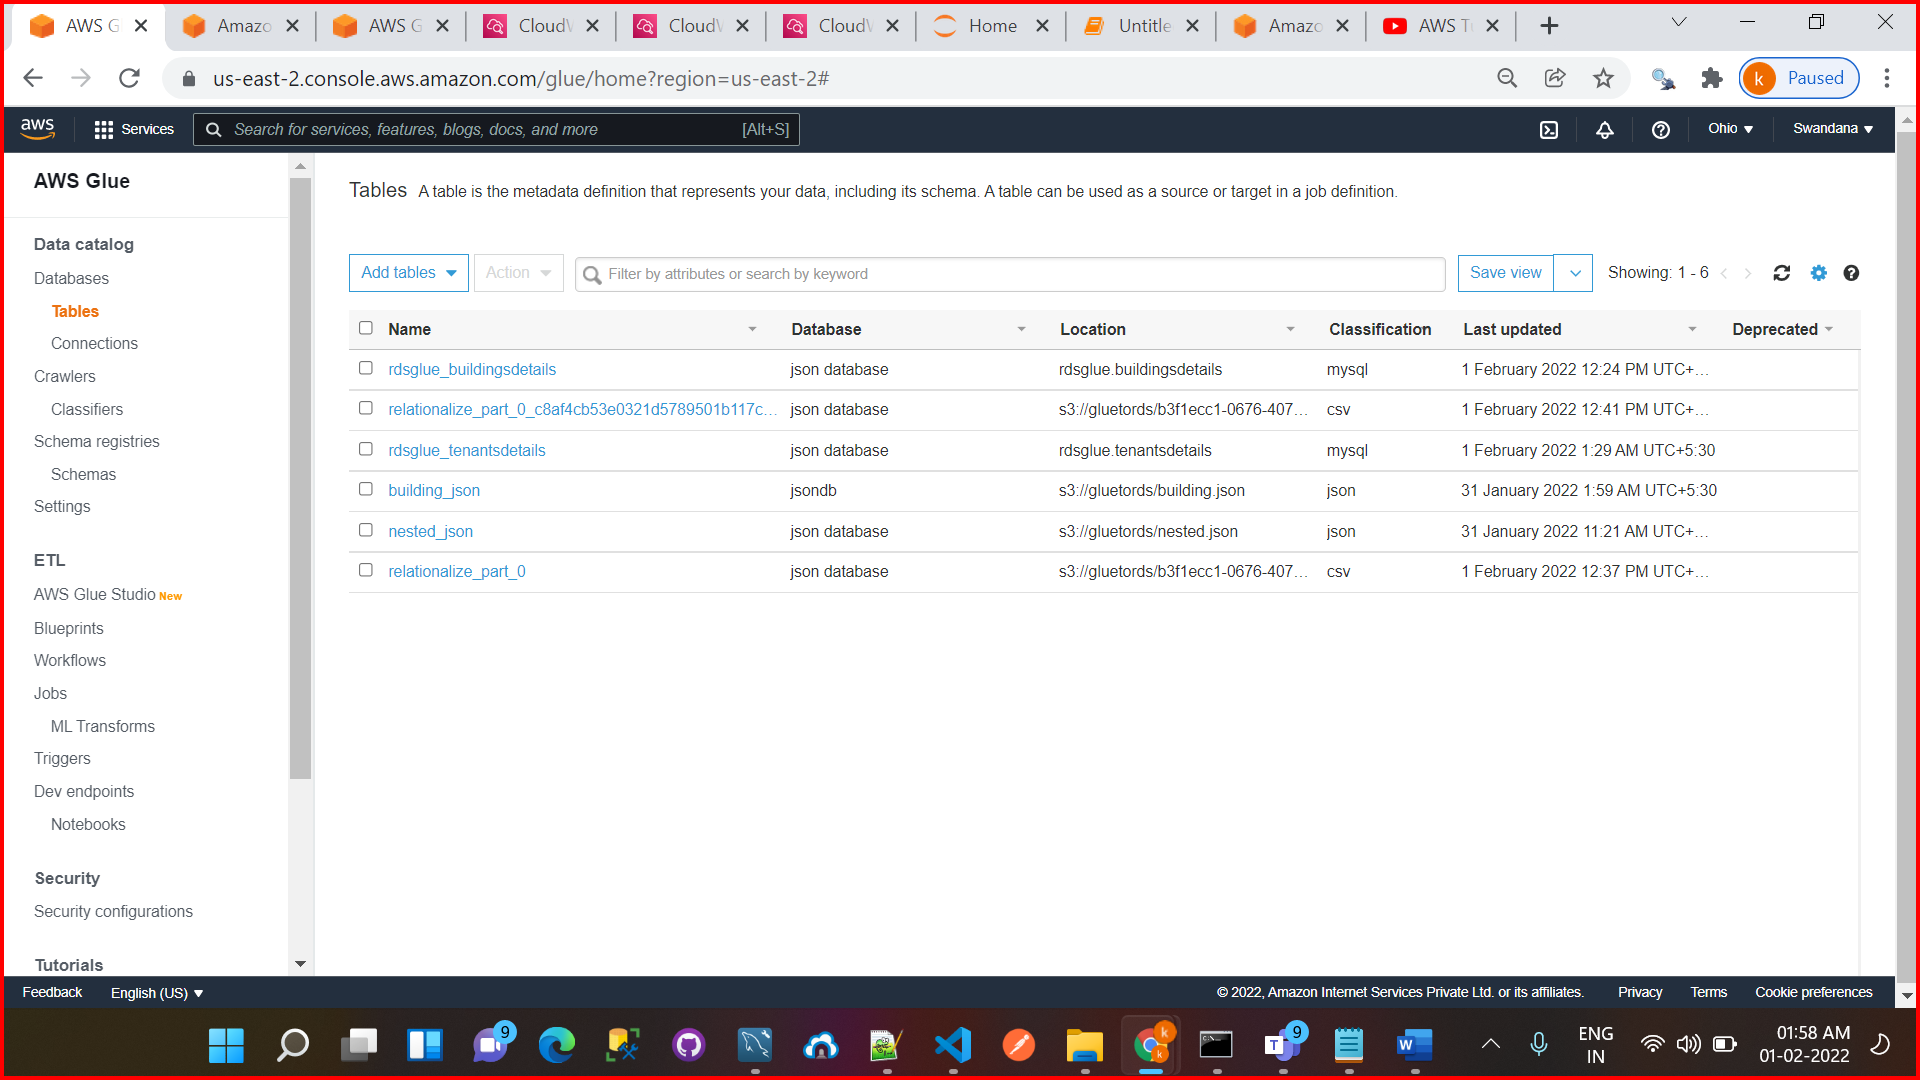 AWS G
Amazo
AWS G
CloudW
CloudW
CloudW
Home
Untitle
Amazo
AWS Tu
us-east-2.console.aws.amazon.com/glue/home?region=us-east-2#
k Paused
aws
Services
Search for services, features, blogs, docs, and more [Alt+S]
Ohio
Swandana
AWS Glue
Data catalog
Databases
Tables
Connections
Crawlers
Classifiers
Schema registries
Schemas
Settings
ETL
AWS Glue Studio New
Blueprints
Workflows
Jobs
ML Transforms
Triggers
Dev endpoints
Notebooks
Security
Security configurations
Tutorials
Tables A table is the metadata definition that represents your data, including its schema. A table can be used as a source or target in a job definition.
Add tables
Action
Filter by attributes or search by keyword
Save view
Showing: 1 - 6
Name Database Location Classification Last updated Deprecated
rdsglue_buildingsdetails json database rdsglue.buildingsdetails mysql 1 February 2022 12:24 PM UTC+...
relationalize_part_0_c8af4cb53e0321d5789501b117c... json database s3://gluetords/b3f1ecc1-0676-407... csv 1 February 2022 12:41 PM UTC+...
rdsglue_tenantsdetails json database rdsglue.tenantsdetails mysql 1 February 2022 1:29 AM UTC+5:30
building_json jsondb s3://gluetords/building.json json 31 January 2022 1:59 AM UTC+5:30
nested_json json database s3://gluetords/nested.json json 31 January 2022 11:21 AM UTC+...
relationalize_part_0 json database s3://gluetords/b3f1ecc1-0676-407... csv 1 February 2022 12:37 PM UTC+...
Feedback
English (US)
© 2022, Amazon Internet Services Private Ltd. or its affiliates.
Privacy
Terms
Cookie preferences
9
k
k
T
9
W
ENG
IN
01:58 AM
01-02-2022